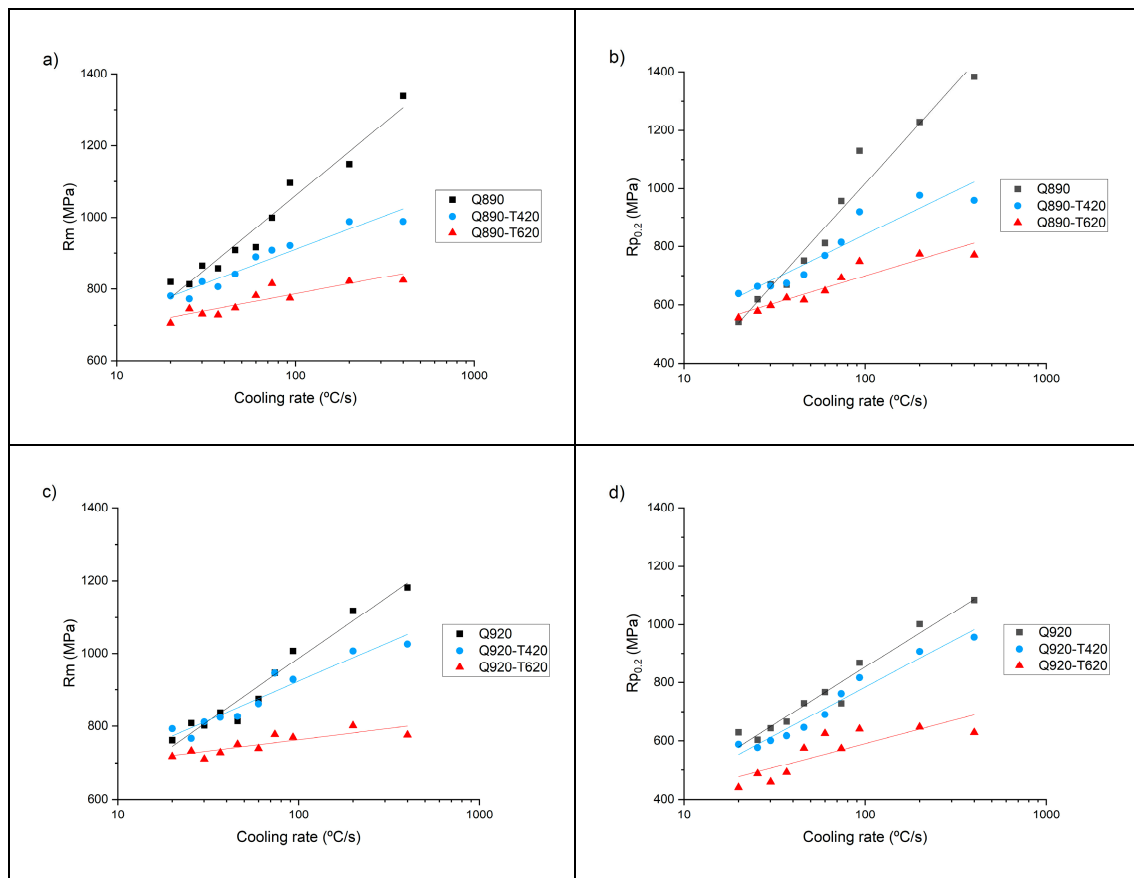 a)
1400
1200
1000
800
600
Rm (MPa)
10
100
1000
Cooling rate (ºC/s)
Q890
Q890-T420
Q890-T620
b)
1400
1200
1000
800
600
400
Rp0.2 (MPa)
10
100
1000
Cooling rate (ºC/s)
Q890
Q890-T420
Q890-T620
c)
1400
1200
1000
800
600
Rm (MPa)
10
100
1000
Cooling rate (ºC/s)
Q920
Q920-T420
Q920-T620
d)
1400
1200
1000
800
600
400
Rp0.2 (MPa)
10
100
1000
Cooling rate (ºC/s)
Q920
Q920-T420
Q920-T620